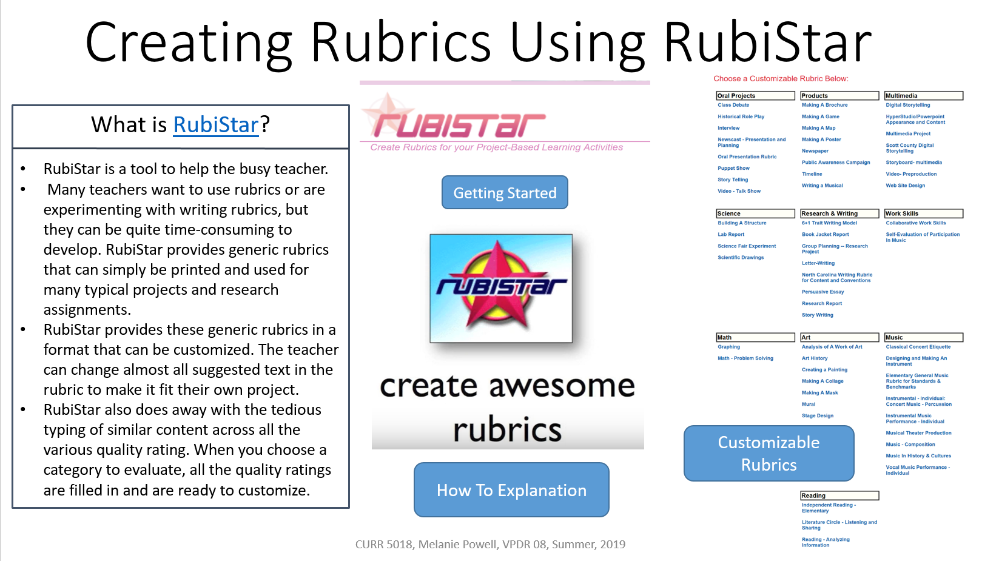 Creating Rubrics Using RubiStar
What is RubiStar?
• RubiStar is a tool to help the busy teacher.
• Many teachers want to use rubrics or are
experimenting with writing rubrics, but
they can be quite time-consuming to
develop. RubiStar provides generic rubrics
that can simply be printed and used for
many typical projects and research
assignments.
• RubiStar provides these generic rubrics in a
format that can be customized. The teacher
can change almost all suggested text in the
rubric to make it fit their own project.
• RubiStar also does away with the tedious
typing of similar content across all the
various quality rating. When you choose a
category to evaluate, all the quality ratings
are filled in and are ready to customize.
RUBISTAR
Create Rubrics for your Project-Based Learning Activities
Getting Started
RUBISTAR
create awesome
rubrics
How To Explanation
Choose a Customizable Rubric Below:
Oral Projects
Class Debate
Historical Role Play
Interview
Newscast - Presentation and
Planning
Oral Presentation Rubric
Puppet Show
Story Telling
Video - Talk Show
Products
Making A Brochure
Making A Game
Making A Map
Making A Poster
Newspaper
Public Awareness Campaign
Timeline
Writing a Musical
Multimedia
Digital Storytelling
HyperStudio/Powerpoint
Appearance and Content
Multimedia Project
Scott County Digital
Storytelling
Storyboard- multimedia
Video- Preproduction
Web Site Design
Science
Building A Structure
Lab Report
Science Fair Experiment
Scientific Drawings
Research & Writing
6+1 Trait Writing Model
Book Jacket Report
Group Planning -- Research
Project
Letter-Writing
North Carolina Writing Rubric
for Content and Conventions
Persuasive Essay
Research Report
Story Writing
Work Skills
Collaborative Work Skills
Self-Evaluation of Participation
In Music
Math
Graphing
Math - Problem Solving
Art
Analysis of A Work of Art
Art History
Creating a Painting
Making A Collage
Making A Mask
Mural
Stage Design
Music
Classical Concert Etiquette
Designing and Making An
Instrument
Elementary General Music
Rubric for Standards &
Benchmarks
Instrumental - Individual:
Concert Music - Percussion
Instrumental Music
Performance - Individual
Musical Theater Production
Music - Composition
Music In History & Cultures
Vocal Music Performance -
Individual
Customizable
Rubrics
Reading
Independent Reading -
Elementary
Literature Circle - Listening and
Sharing
Reading - Analyzing
Information
CURR 5018, Melanie Powell, VPDR 08, Summer, 2019